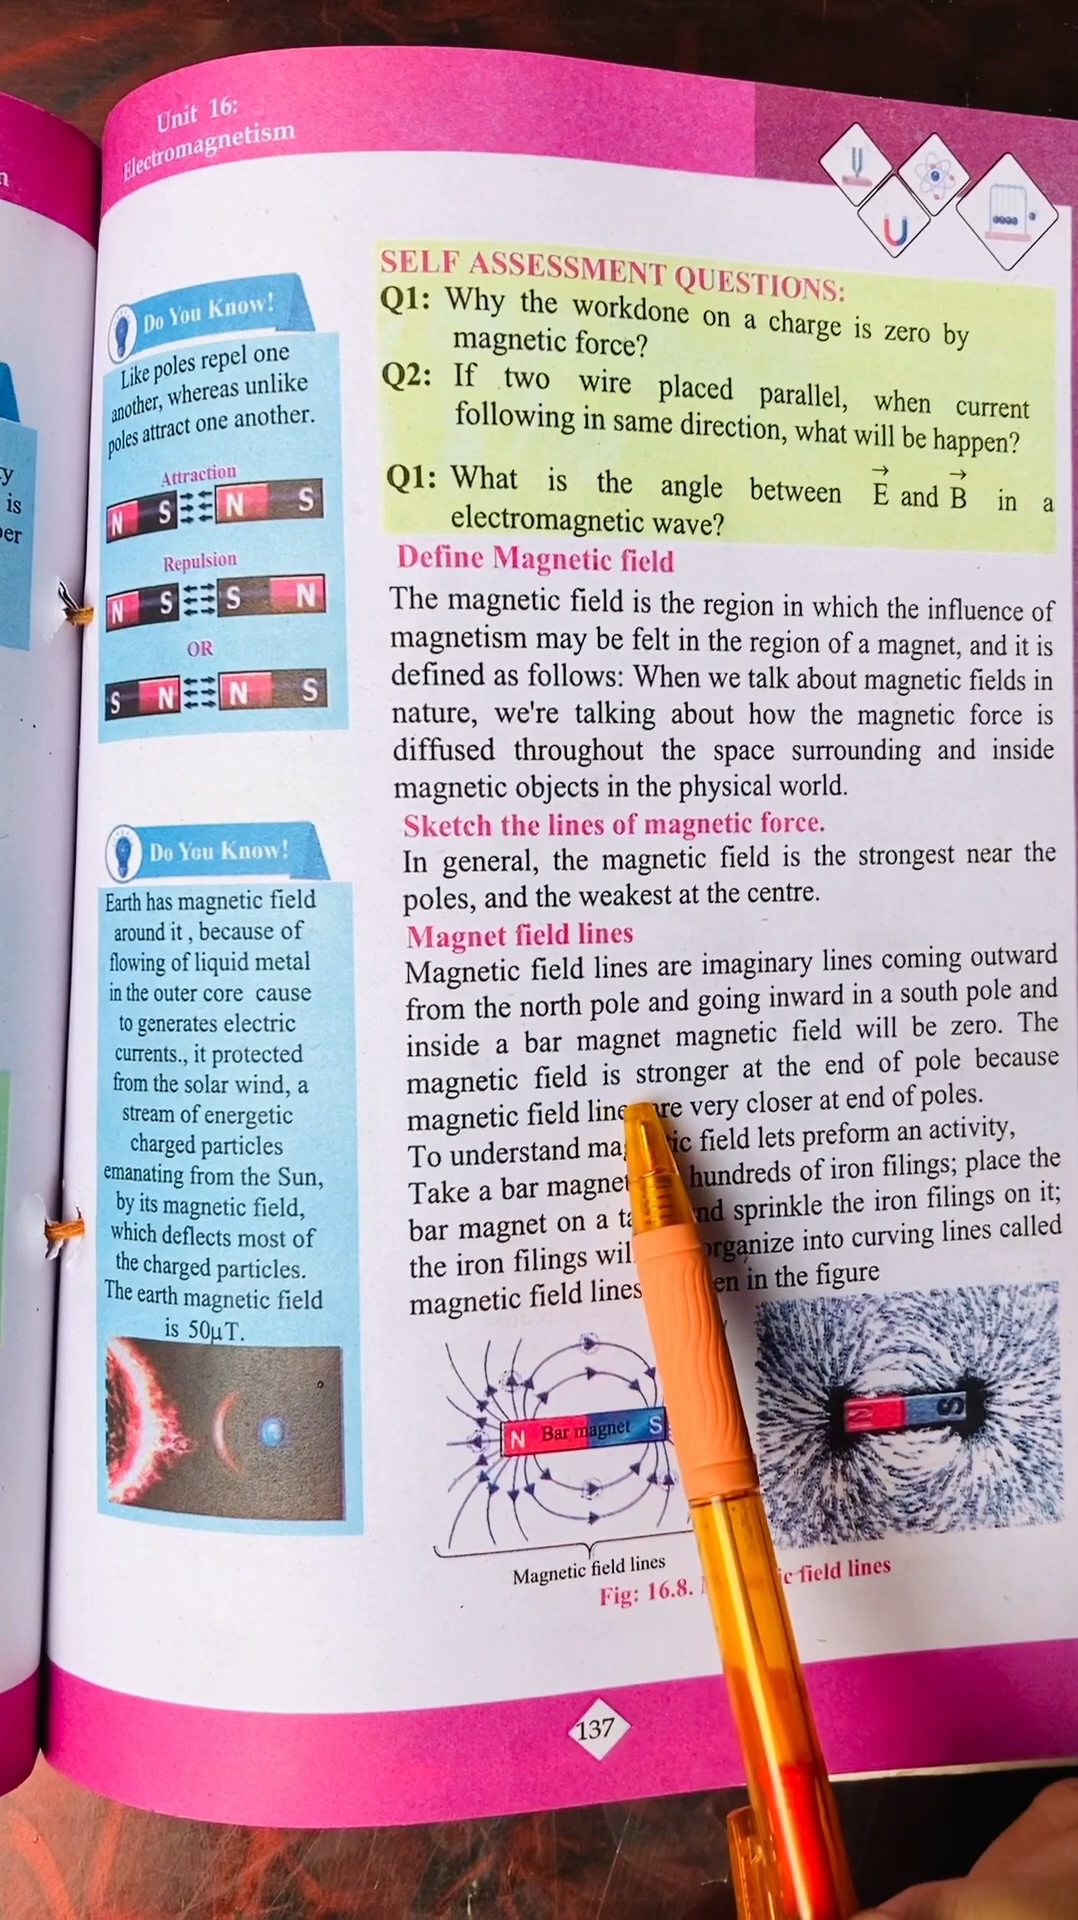 Unit 16:
Electromagnetism
Do You Know!
Like poles repel one
another, whereas unlike
poles attract one another.
Attraction
N S N S
Repulsion
N S S N
OR
S N N S
Do You Know!
Earth has magnetic field
around it , because of
flowing of liquid metal
in the outer core cause
to generates electric
currents., it protected
from the solar wind, a
stream of energetic
charged particles
emanating from the Sun,
by its magnetic field,
which deflects most of
the charged particles.
The earth magnetic field
is 50μT.
SELF ASSESSMENT QUESTIONS:
Q1: Why the workdone on a charge is zero by
magnetic force?
Q2: If two wire placed parallel, when current
following in same direction, what will be happen?
Q1: What is the angle between E⃗ and B⃗ in a
electromagnetic wave?
Define Magnetic field
The magnetic field is the region in which the influence of
magnetism may be felt in the region of a magnet, and it is
defined as follows: When we talk about magnetic fields in
nature, we're talking about how the magnetic force is
diffused throughout the space surrounding and inside
magnetic objects in the physical world.
Sketch the lines of magnetic force.
In general, the magnetic field is the strongest near the
poles, and the weakest at the centre.
Magnet field lines
Magnetic field lines are imaginary lines coming outward
from the north pole and going inward in a south pole and
inside a bar magnet magnetic field will be zero. The
magnetic field is stronger at the end of pole because
magnetic field very closer at end of poles.
To understand field lets preform an activity,
Take a bar magnet hundreds of iron filings; place the
bar magnet on a sprinkle the iron filings on it;
the iron filings organize into curving lines called
magnetic field lines in the figure
N Bar magnet S
N S
Magnetic field lines
Fig: 16.8. field lines
137